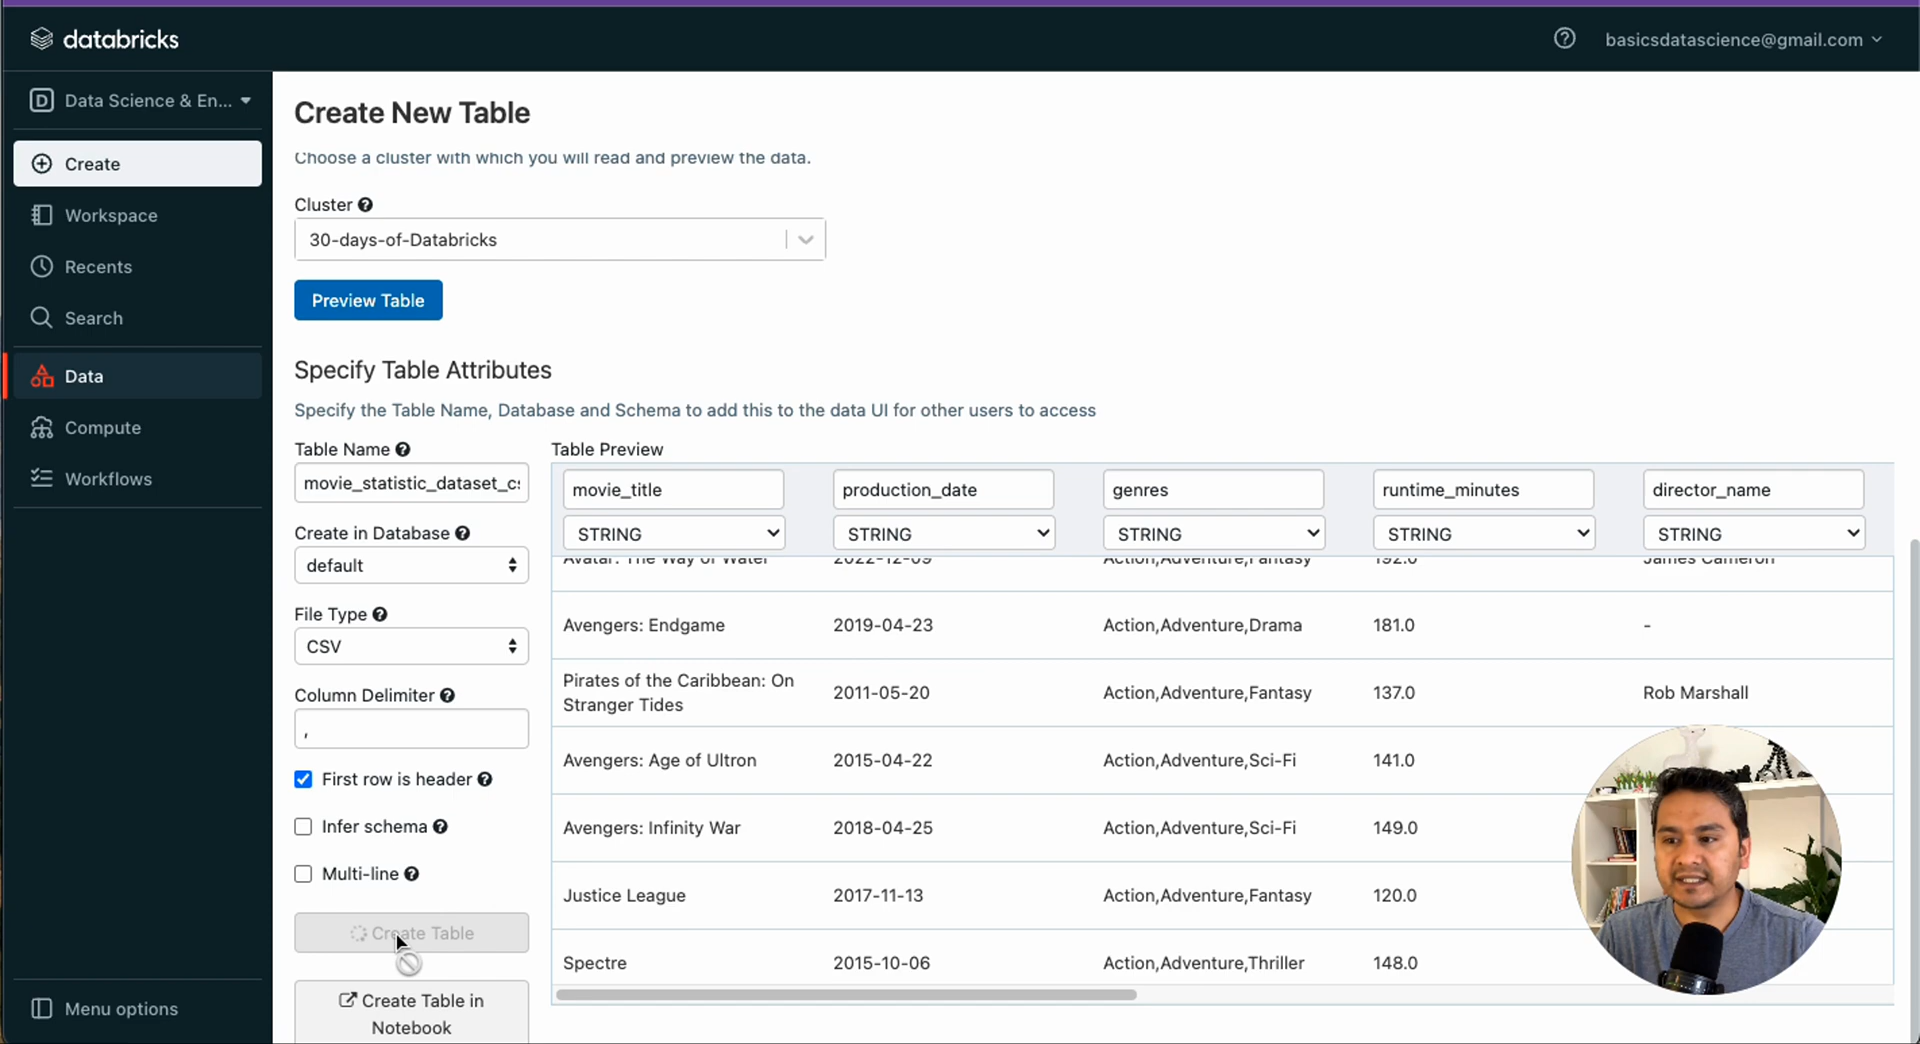 databricks
basicsdatascience@gmail.com
D Data Science & En...
Create
Workspace
Recents
Search
Data
Compute
Workflows
Menu options
Create New Table
Choose a cluster with which you will read and preview the data.
Cluster
30-days-of-Databricks
Preview Table
Specify Table Attributes
Specify the Table Name, Database and Schema to add this to the data UI for other users to access
Table Name
movie_statistic_dataset_cs
Create in Database
default
File Type
CSV
Column Delimiter
,
First row is header
Infer schema
Multi-line
Create Table
Create Table in
Notebook
Table Preview
movie_title production_date genres runtime_minutes director_name
STRING STRING STRING STRING STRING
Avatar: The Way of Water 2022-12-09 Action,Adventure,Fantasy 192.0 James Cameron
Avengers: Endgame 2019-04-23 Action,Adventure,Drama 181.0 -
Pirates of the Caribbean: On
Stranger Tides 2011-05-20 Action,Adventure,Fantasy 137.0 Rob Marshall
Avengers: Age of Ultron 2015-04-22 Action,Adventure,Sci-Fi 141.0
Avengers: Infinity War 2018-04-25 Action,Adventure,Sci-Fi 149.0
Justice League 2017-11-13 Action,Adventure,Fantasy 120.0
Spectre 2015-10-06 Action,Adventure,Thriller 148.0